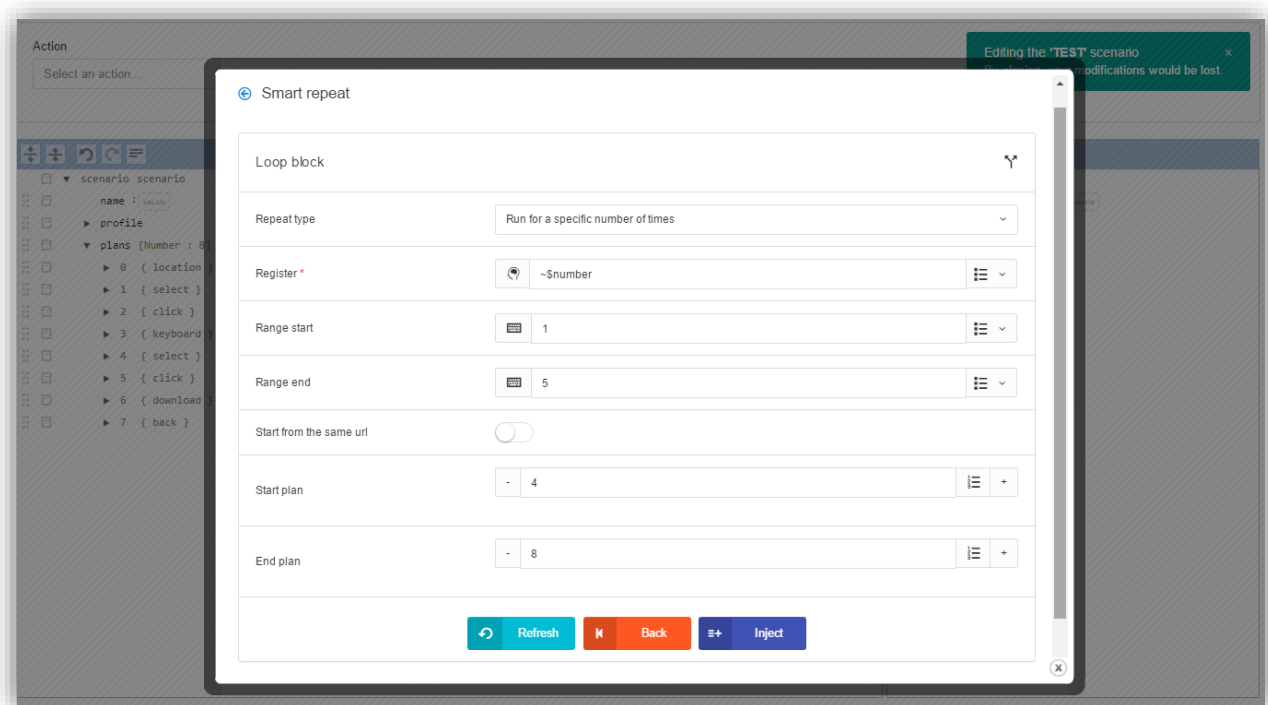 Action
Select an action...
Editing the 'TEST' scenario
×
modifications would be lost.
Smart repeat
Loop block
Repeat type
Run for a specific number of times
Register *
~$number
Range start
1
Range end
5
Start from the same url
Start plan
- 4 +
End plan
- 8 +
Refresh
Back
Inject
scenario scenario
name :
profile
plans [Number : 8]
0 { location }
1 { select }
2 { click }
3 { keyboard }
4 { select }
5 { click }
6 { download }
7 { back }